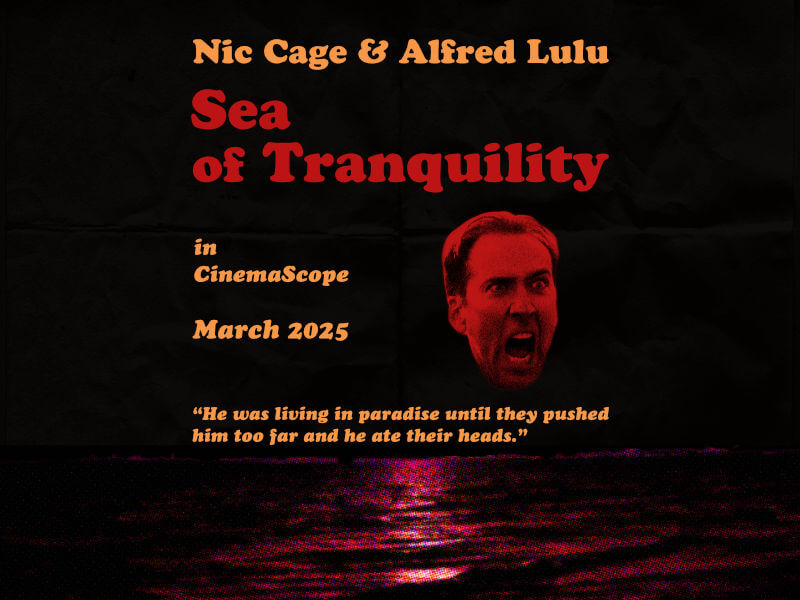 Nic Cage & Alfred Lulu
Sea
of Tranquility
in
CinemaScope
March 2025
“He was living in paradise until they pushed
him too far and he ate their heads.”